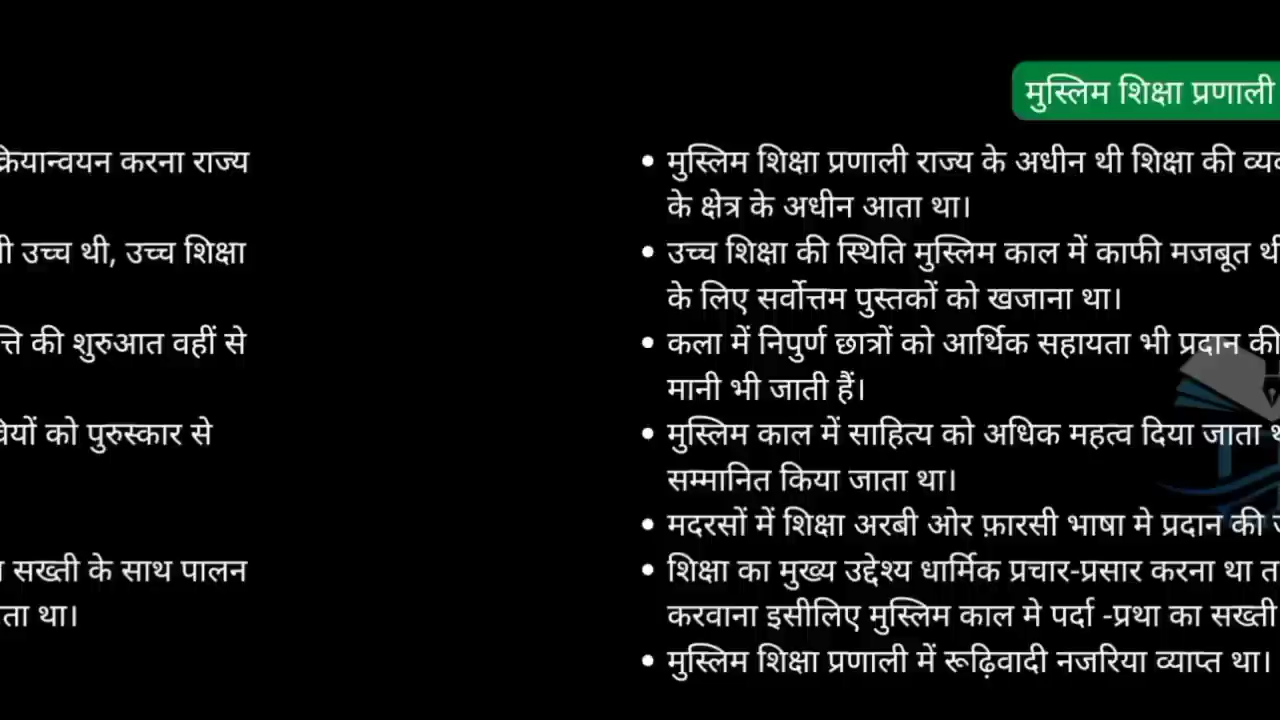 मुस्लिम शिक्षा प्रणाली
क्रियान्वयन करना राज्य
उच्च थी, उच्च शिक्षा
की शुरुआत वहीं से
को पुरुस्कार से
सख्ती के साथ पालन
था।
• मुस्लिम शिक्षा प्रणाली राज्य के अधीन थी शिक्षा की
के क्षेत्र के अधीन आता था।
• उच्च शिक्षा की स्थिति मुस्लिम काल में काफी मजबूत थी
के लिए सर्वोत्तम पुस्तकों को खजाना था।
• कला में निपुर्ण छात्रों को आर्थिक सहायता भी प्रदान की
मानी भी जाती हैं।
• मुस्लिम काल में साहित्य को अधिक महत्व दिया जाता
सम्मानित किया जाता था।
• मदरसों में शिक्षा अरबी ओर फ़ारसी भाषा मे प्रदान की
• शिक्षा का मुख्य उद्देश्य धार्मिक प्रचार-प्रसार करना था
करवाना इसीलिए मुस्लिम काल मे पर्दा -प्रथा का सख्ती
• मुस्लिम शिक्षा प्रणाली में रूढ़िवादी नजरिया व्याप्त था।